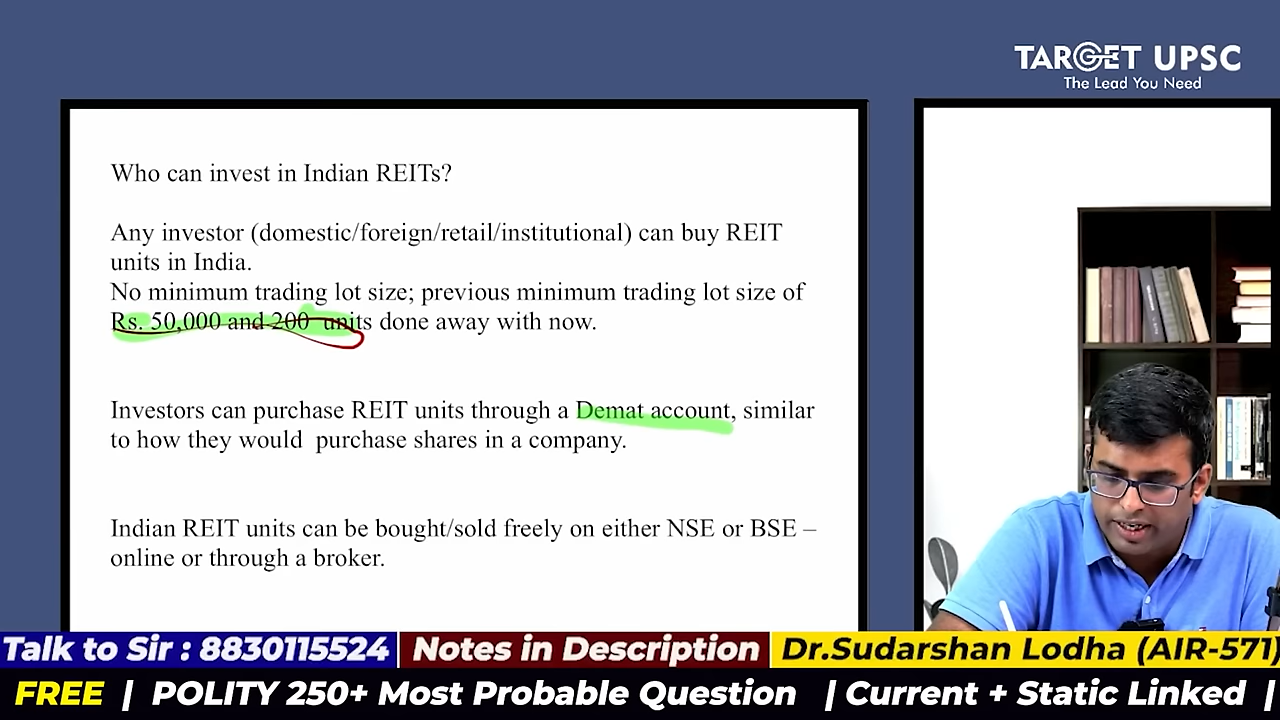 TARGET UPSC
The Lead You Need
Who can invest in Indian REITs?
Any investor (domestic/foreign/retail/institutional) can buy REIT
units in India.
No minimum trading lot size; previous minimum trading lot size of
Rs. 50,000 and 200 units done away with now.
Investors can purchase REIT units through a Demat account, similar
to how they would purchase shares in a company.
Indian REIT units can be bought/sold freely on either NSE or BSE –
online or through a broker.
Talk to Sir : 8830115524 Notes in Description Dr.Sudarshan Lodha (AIR-571)
FREE | POLITY 250+ Most Probable Question | Current + Static Linked |